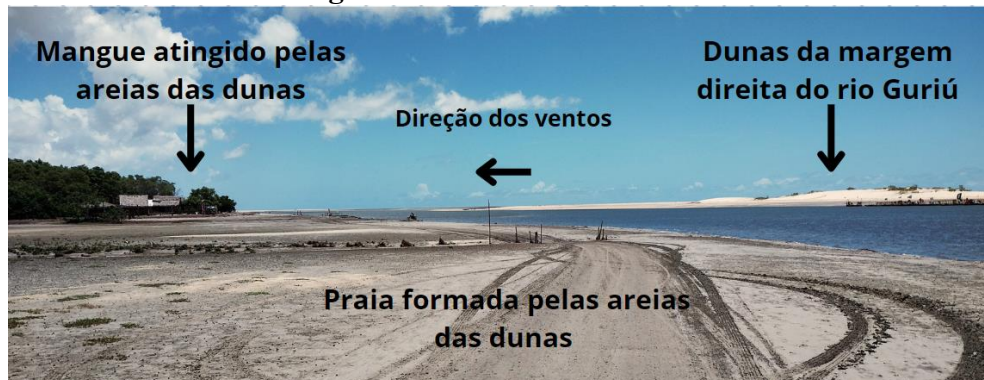 Mangue atingido pelas
areias das dunas
Dunas da margem
direita do rio Guriú
Direção dos ventos
Praia formada pelas areias
das dunas